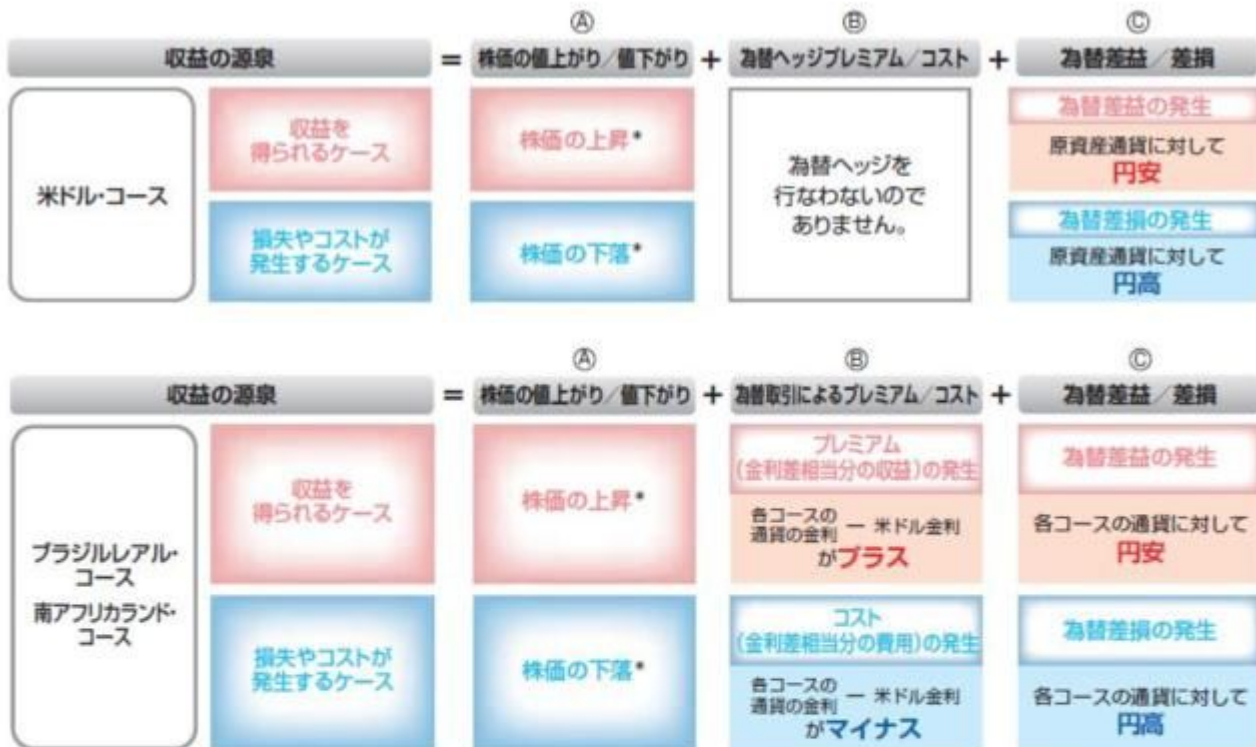 Ⓐ Ⓑ Ⓒ
収益の源泉 = 株価の値上がり/値下がり + 為替ヘッジプレミアム/コスト + 為替差益/差損
米ドル・コース
収益を
得られるケース
株価の上昇*
為替ヘッジを
行なわないので
ありません。
為替差益の発生
原資産通貨に対して
円安
損失やコストが
発生するケース
株価の下落*
為替差損の発生
原資産通貨に対して
円高
Ⓐ Ⓑ Ⓒ
収益の源泉 = 株価の値上がり/値下がり + 為替取引によるプレミアム/コスト + 為替差益/差損
ブラジルレアル・
コース
南アフリカランド・
コース
収益を
得られるケース
株価の上昇*
プレミアム
(金利差相当分の収益)の発生
各コースの
通貨の金利 ー 米ドル金利
がプラス
為替差益の発生
各コースの通貨に対して
円安
損失やコストが
発生するケース
株価の下落*
コスト
(金利差相当分の費用)の発生
各コースの
通貨の金利 ー 米ドル金利
がマイナス
為替差損の発生
各コースの通貨に対して
円高